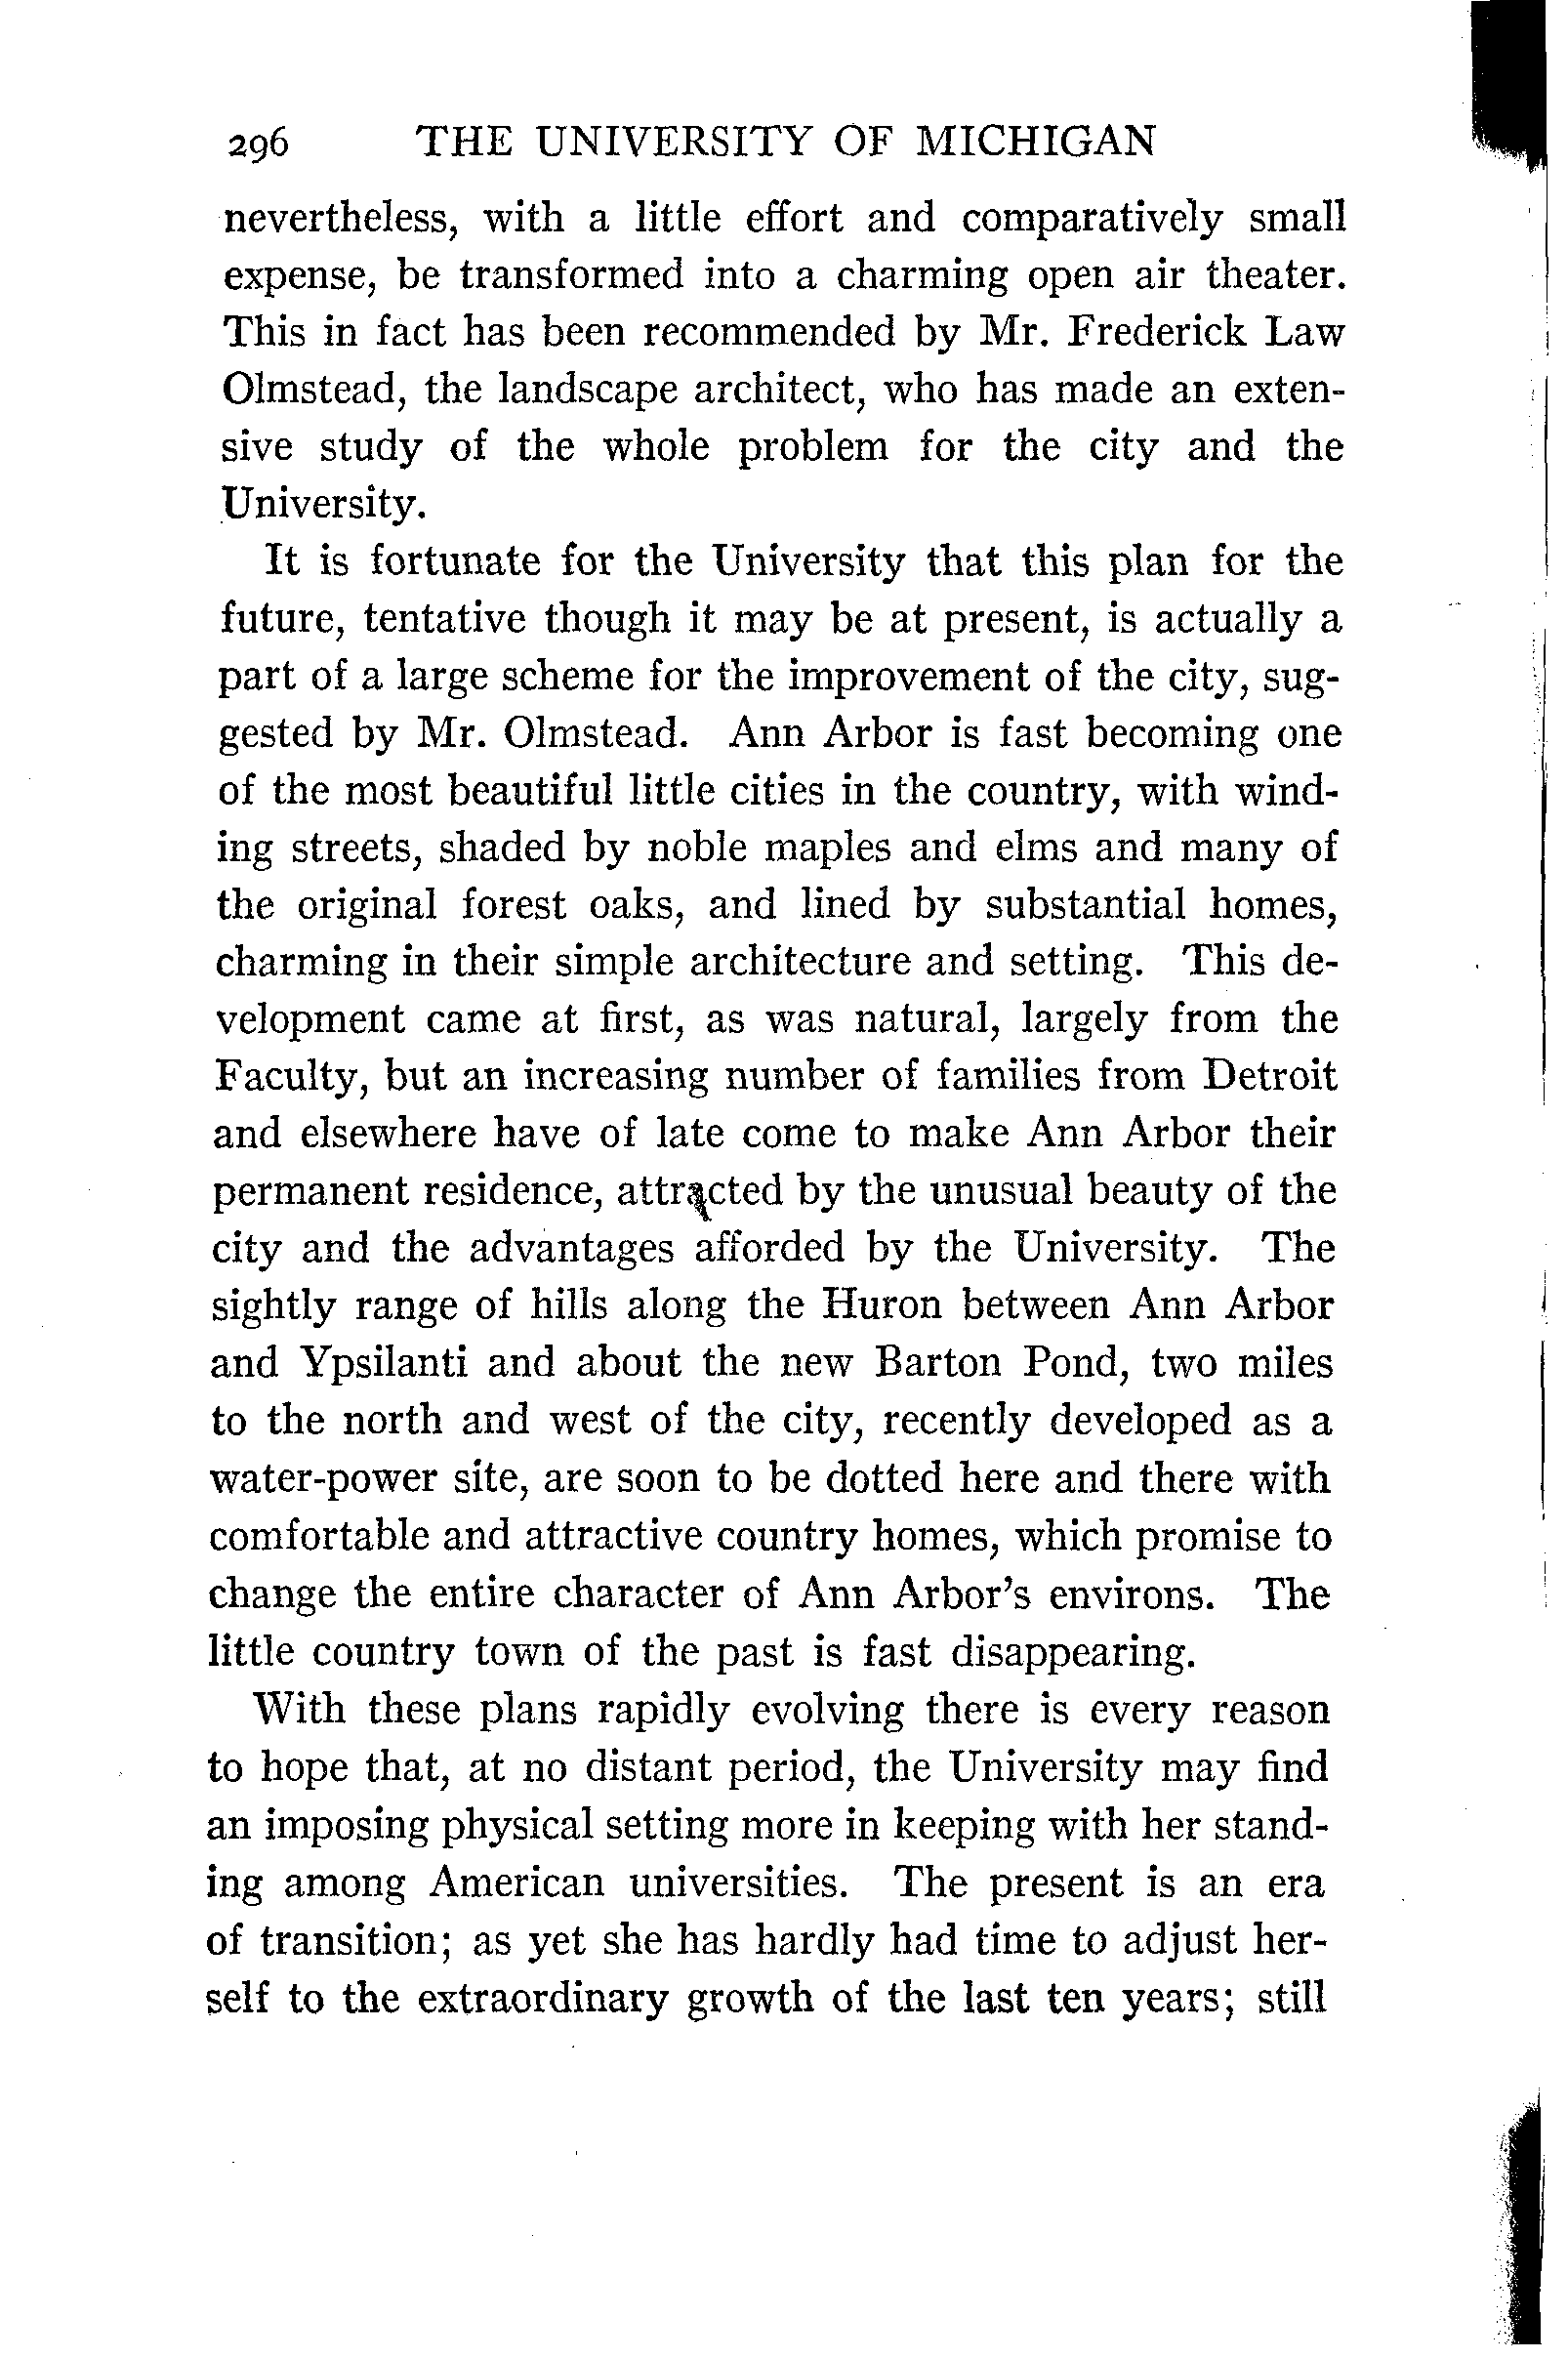 296 THE UNIVERSITY OF MICHIGAN
nevertheless, with a little effort and comparatively small
expense, be transformed into a charming open air theater.
This in fact has been recommended by Mr. Frederick Law
Olmstead, the landscape architect, who has made an exten-
sive study of the whole problem for the city and the
University.
It is fortunate for the University that this plan for the
future, tentative though it may be at present, is actually a
part of a large scheme for the improvement of the city, sug-
gested by Mr. Olmstead. Ann Arbor is fast becoming one
of the most beautiful little cities in the country, with wind-
ing streets, shaded by noble maples and elms and many of
the original forest oaks, and lined by substantial homes,
charming in their simple architecture and setting. This de-
velopment came at first, as was natural, largely from the
Faculty, but an increasing number of families from Detroit
and elsewhere have of late come to make Ann Arbor their
permanent residence, attracted by the unusual beauty of the
city and the advantages afforded by the University. The
sightly range of hills along the Huron between Ann Arbor
and Ypsilanti and about the new Barton Pond, two miles
to the north and west of the city, recently developed as a
water-power site, are soon to be dotted here and there with
comfortable and attractive country homes, which promise to
change the entire character of Ann Arbor's environs. The
little country town of the past is fast disappearing.
With these plans rapidly evolving there is every reason
to hope that, at no distant period, the University may find
an imposing physical setting more in keeping with her stand-
ing among American universities. The present is an era
of transition; as yet she has hardly had time to adjust her-
self to the extraordinary growth of the last ten years; still